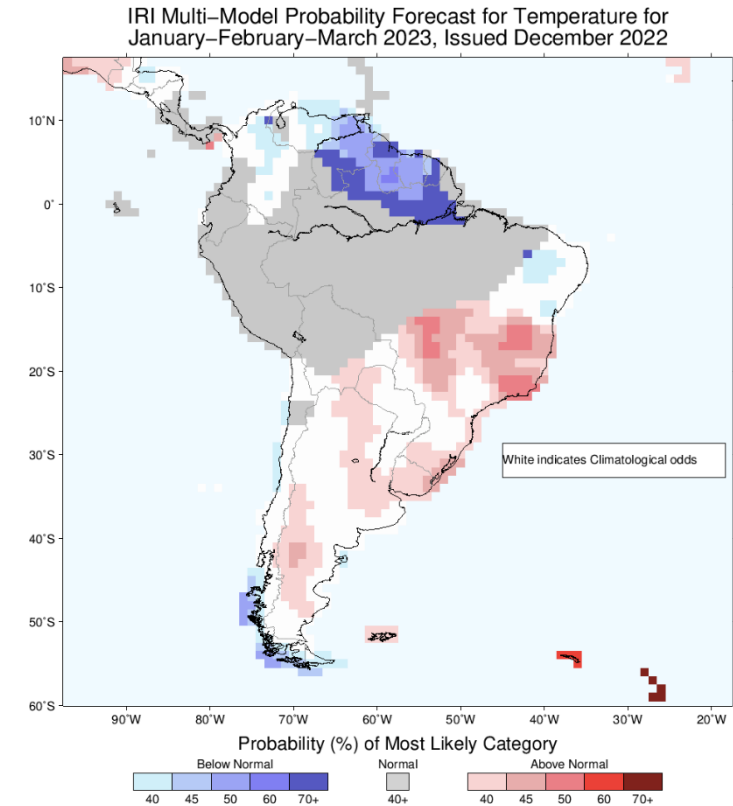 IRI Multi–Model Probability Forecast for Temperature for
January–February–March 2023, Issued December 2022
10˚N
0˚
10˚S
20˚S
30˚S
White indicates Climatological odds
40˚S
50˚S
60˚S
90˚W 80˚W 70˚W 60˚W 50˚W 40˚W 30˚W 20˚W
Probability (%) of Most Likely Category
Below Normal Normal Above Normal
40 45 50 60 70+ 40+ 40 45 50 60 70+